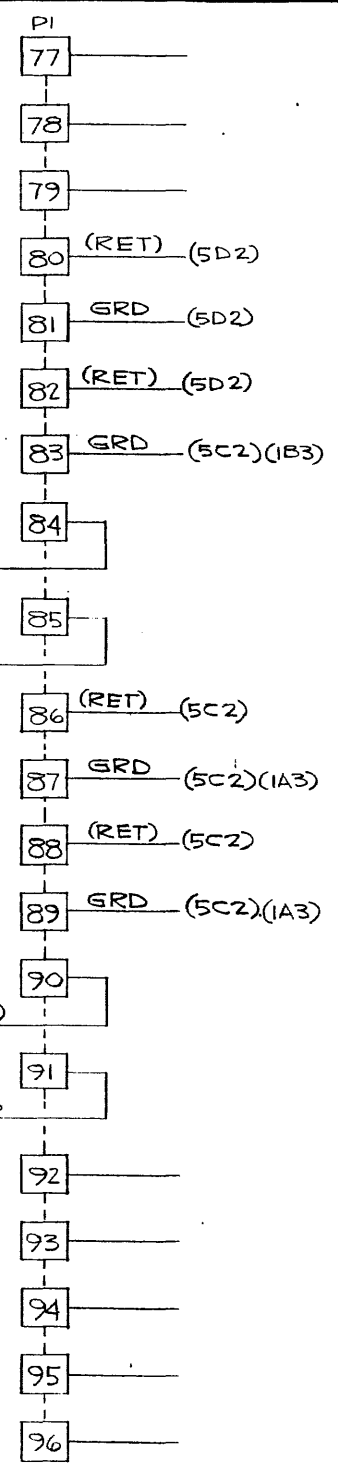 P1
77
78
79
80 (RET) (5D2)
81 GRD (5D2)
82 (RET) (5D2)
83 GRD (5C2)(1B3)
84
85
86 (RET) (5C2)
87 GRD (5C2)(1A3)
88 (RET) (5C2)
89 GRD (5C2)(1A3)
90
)
91
92
93
94
95
96